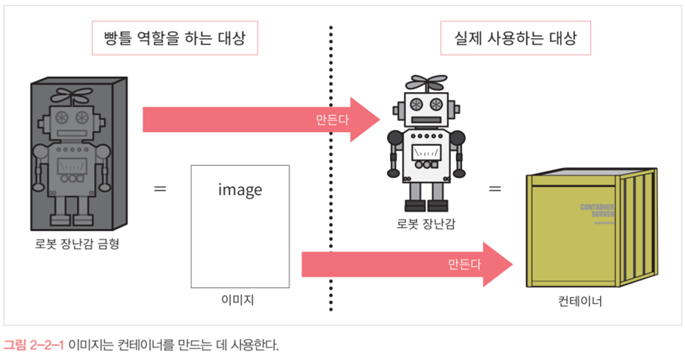 빵틀 역할을 하는 대상
실제 사용하는 대상
만든다
로봇 장난감 금형
=
image
이미지
로봇 장난감
=
CONTAINER
SERVER
만든다
컨테이너
그림 2-2-1 이미지는 컨테이너를 만드는 데 사용한다.